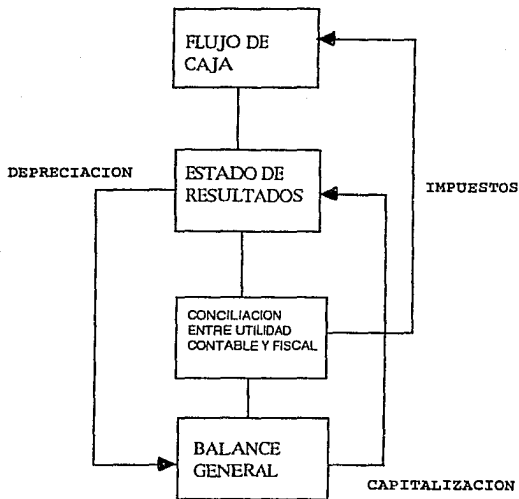 FLUJO DE
CAJA
DEPRECIACION
ESTADO DE
RESULTADOS
IMPUESTOS
CONCILIACION
ENTRE UTILIDAD
CONTABLE Y FISCAL
BALANCE
GENERAL
CAPITALIZACION